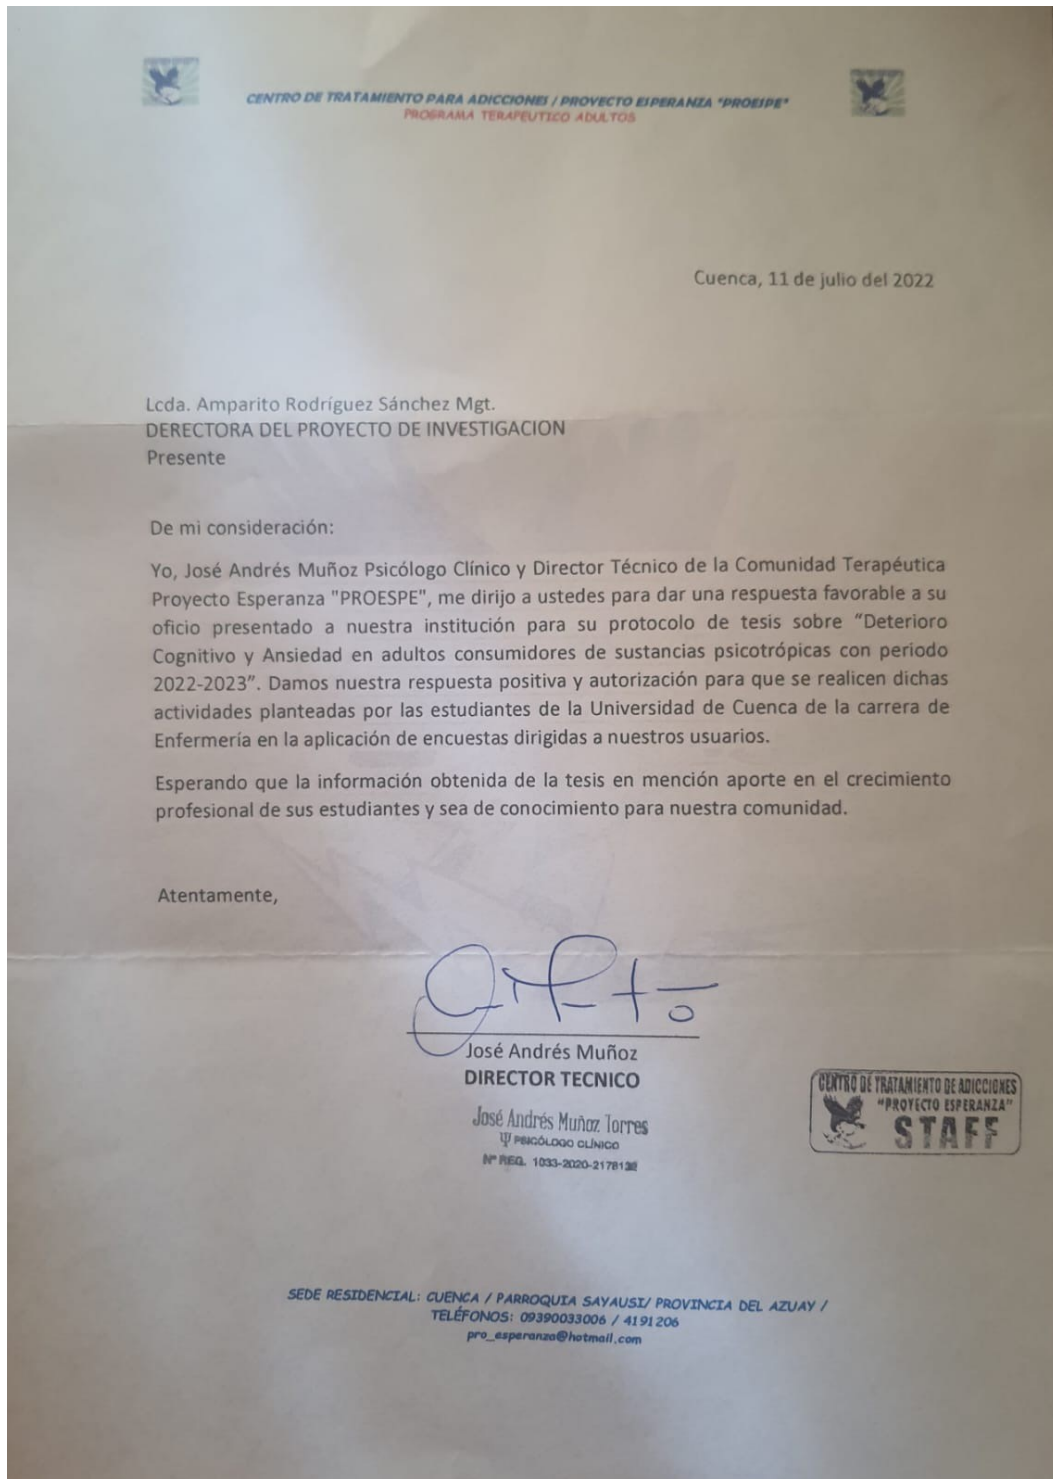 CENTRO DE TRATAMIENTO PARA ADICCIONES / PROYECTO ESPERANZA "PROESPE"
PROGRAMA TERAPEUTICO ADULTOS
Cuenca, 11 de julio del 2022
Lcda. Amparito Rodríguez Sánchez Mgt.
DERECTORA DEL PROYECTO DE INVESTIGACION
Presente
De mi consideración:
Yo, José Andrés Muñoz Psicólogo Clínico y Director Técnico de la Comunidad Terapéutica
Proyecto Esperanza "PROESPE", me dirijo a ustedes para dar una respuesta favorable a su
oficio presentado a nuestra institución para su protocolo de tesis sobre “Deterioro
Cognitivo y Ansiedad en adultos consumidores de sustancias psicotrópicas con periodo
2022-2023”. Damos nuestra respuesta positiva y autorización para que se realicen dichas
actividades planteadas por las estudiantes de la Universidad de Cuenca de la carrera de
Enfermería en la aplicación de encuestas dirigidas a nuestros usuarios.
Esperando que la información obtenida de la tesis en mención aporte en el crecimiento
profesional de sus estudiantes y sea de conocimiento para nuestra comunidad.
Atentamente,
José Andrés Muñoz
DIRECTOR TECNICO
José Andrés Muñoz Torres
Ψ PSICÓLOGO CLÍNICO
Nº REG.
CENTRO DE TRATAMIENTO DE ADICCIONES
"PROYECTO ESPERANZA"
STAFF
SEDE RESIDENCIAL: CUENCA / PARROQUIA SAYAUSI/ PROVINCIA DEL AZUAY /
TELÉFONOS: 09390033006 / 4191206
pro_esperanza@hotmail.com